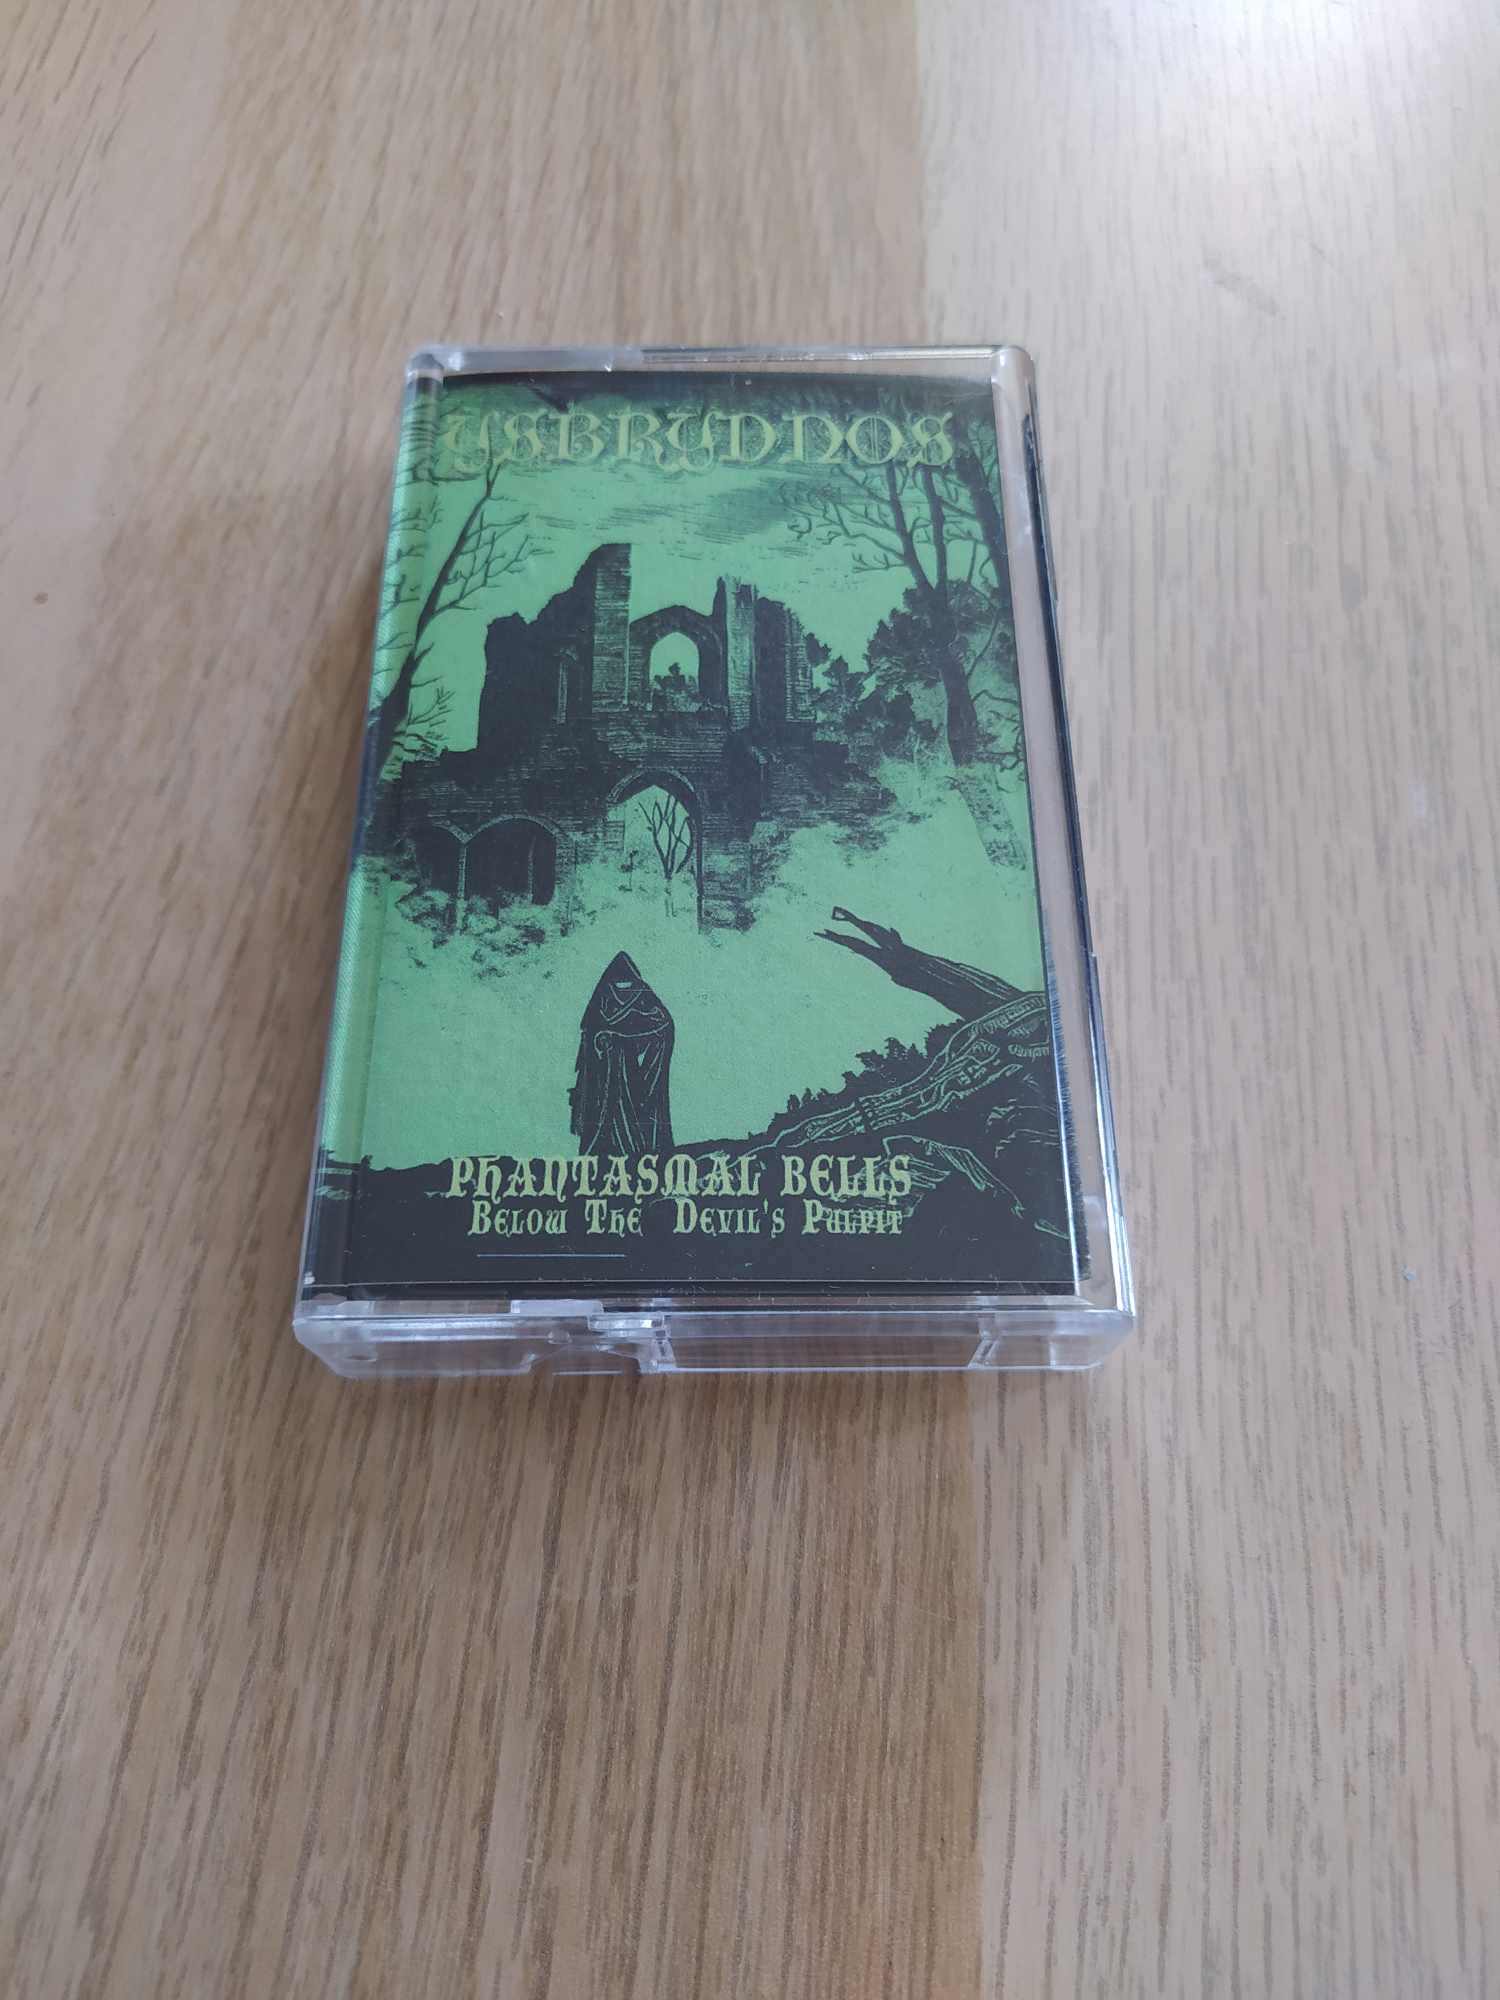 YSBRYDNOS
PHANTASMAL BELLS
BELOW THE DEVIL'S PULPIT